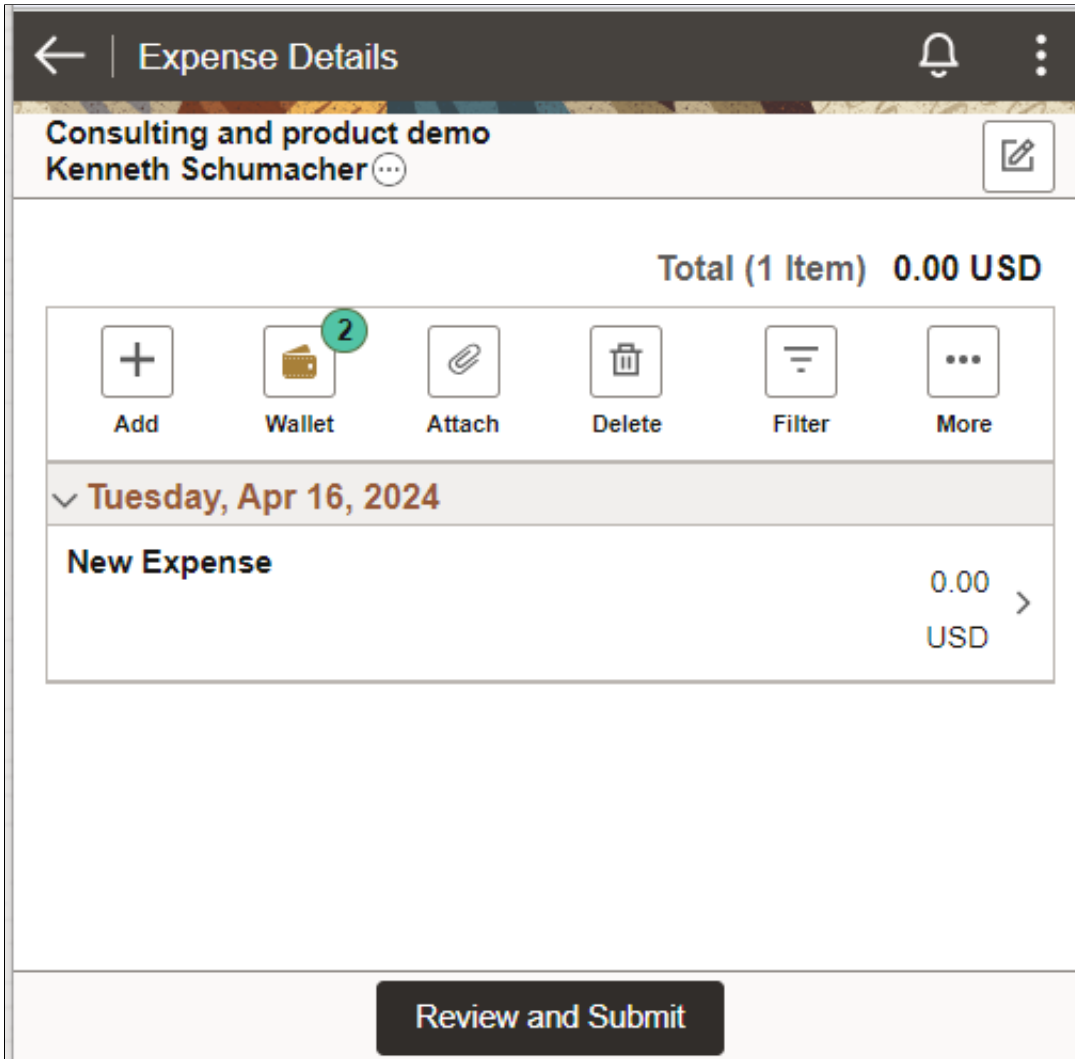 Expense Details
Consulting and product demo
Kenneth Schumacher
Total (1 Item) 0.00 USD
2
Add Wallet Attach Delete Filter More
Tuesday, Apr 16, 2024
New Expense
0.00
USD
Review and Submit